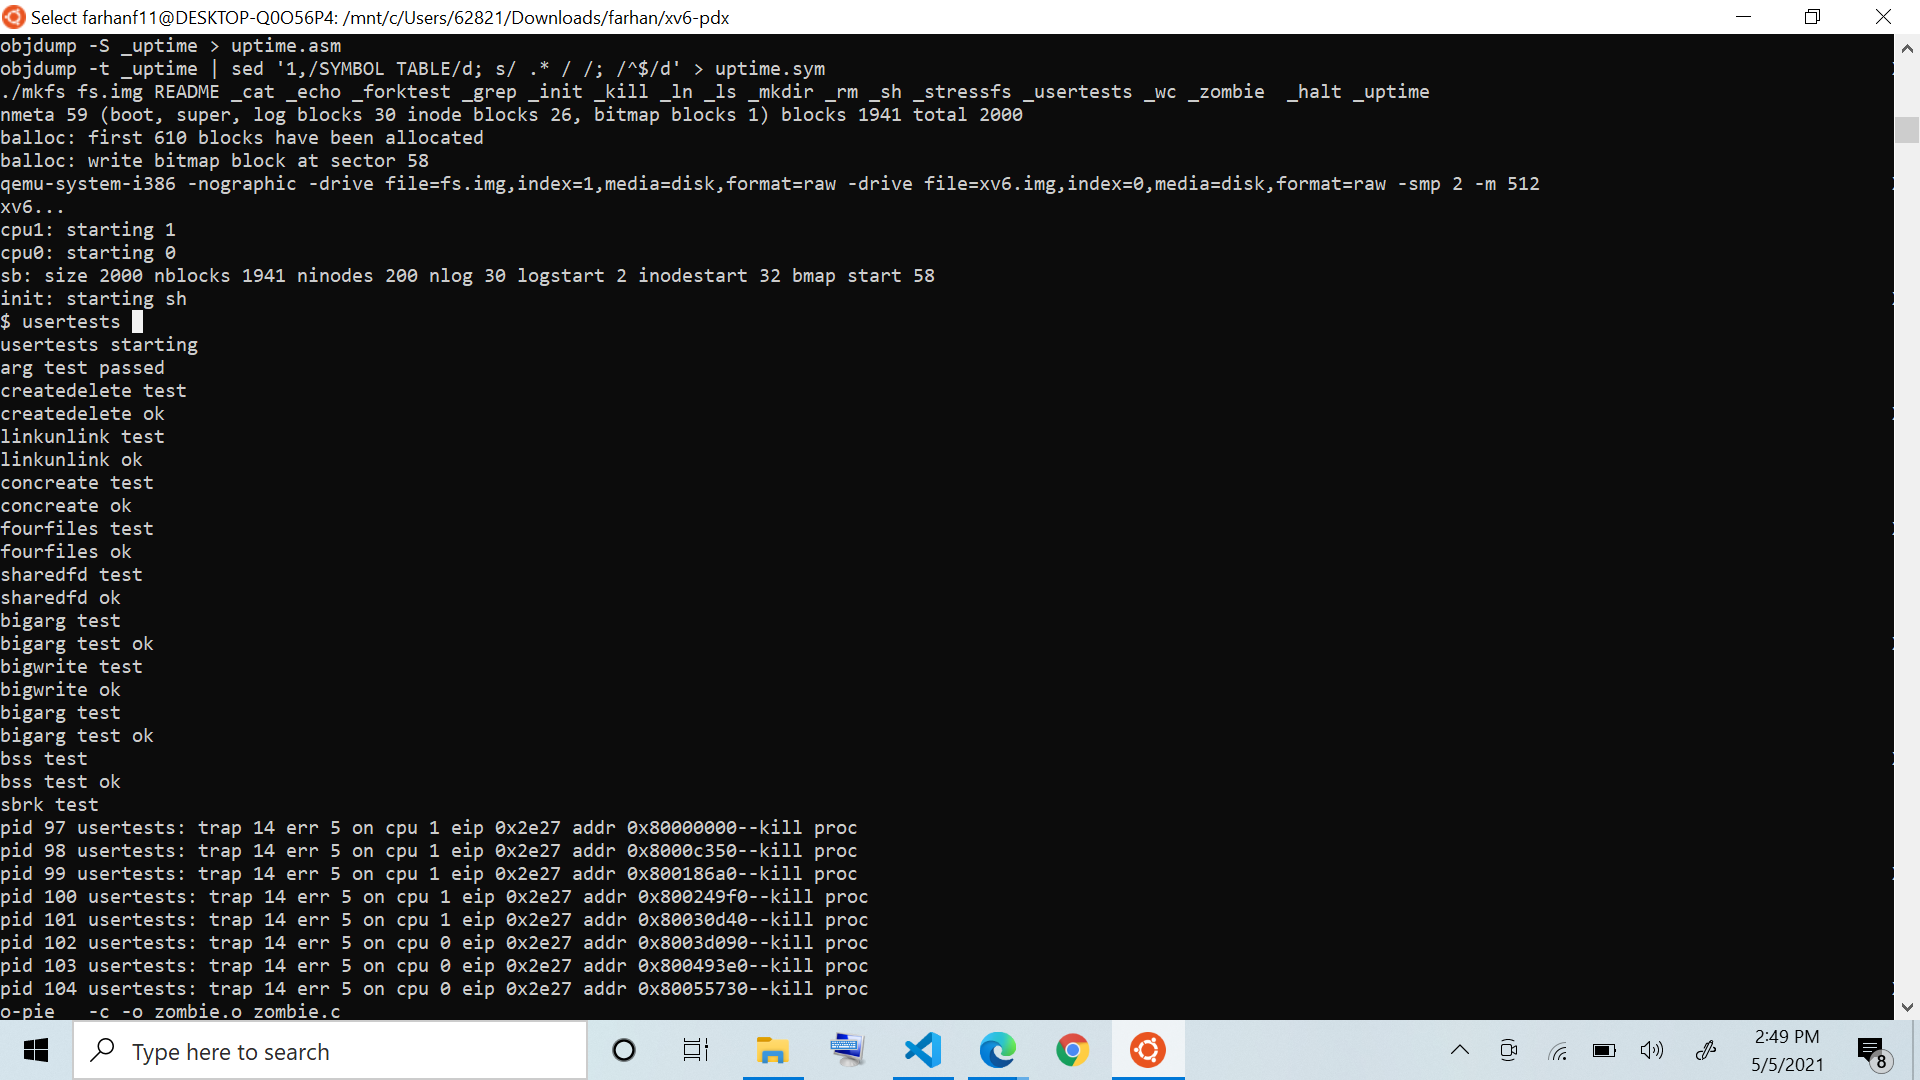 Select farhanf11@DESKTOP-Q0O56P4: /mnt/c/Users/62821/Downloads/farhan/xv6-pdx
objdump -S _uptime > uptime.asm
objdump -t _uptime | sed '1,/SYMBOL TABLE/d; s/ .* / /; /^$/d' > uptime.sym
./mkfs fs.img README _cat _echo _forktest _grep _init _kill _ln _ls _mkdir _rm _sh _stressfs _usertests _wc _zombie  _halt _uptime
nmeta 59 (boot, super, log blocks 30 inode blocks 26, bitmap blocks 1) blocks 1941 total 2000
balloc: first 610 blocks have been allocated
balloc: write bitmap block at sector 58
qemu-system-i386 -nographic -drive file=fs.img,index=1,media=disk,format=raw -drive file=xv6.img,index=0,media=disk,format=raw -smp 2 -m 512
xv6...
cpu1: starting 1
cpu0: starting 0
sb: size 2000 nblocks 1941 ninodes 200 nlog 30 logstart 2 inodestart 32 bmap start 58
init: starting sh
$ usertests
usertests starting
arg test passed
createdelete test
createdelete ok
linkunlink test
linkunlink ok
concreate test
concreate ok
fourfiles test
fourfiles ok
sharedfd test
sharedfd ok
bigarg test
bigarg test ok
bigwrite test
bigwrite ok
bigarg test
bigarg test ok
bss test
bss test ok
sbrk test
pid 97 usertests: trap 14 err 5 on cpu 1 eip 0x2e27 addr 0x80000000--kill proc
pid 98 usertests: trap 14 err 5 on cpu 1 eip 0x2e27 addr 0x8000c350--kill proc
pid 99 usertests: trap 14 err 5 on cpu 1 eip 0x2e27 addr 0x800186a0--kill proc
pid 100 usertests: trap 14 err 5 on cpu 1 eip 0x2e27 addr 0x800249f0--kill proc
pid 101 usertests: trap 14 err 5 on cpu 1 eip 0x2e27 addr 0x80030d40--kill proc
pid 102 usertests: trap 14 err 5 on cpu 0 eip 0x2e27 addr 0x8003d090--kill proc
pid 103 usertests: trap 14 err 5 on cpu 0 eip 0x2e27 addr 0x800493e0--kill proc
pid 104 usertests: trap 14 err 5 on cpu 0 eip 0x2e27 addr 0x80055730--kill proc
o-pie   -c -o zombie.o zombie.c
Type here to search
2:49 PM
5/5/2021
8